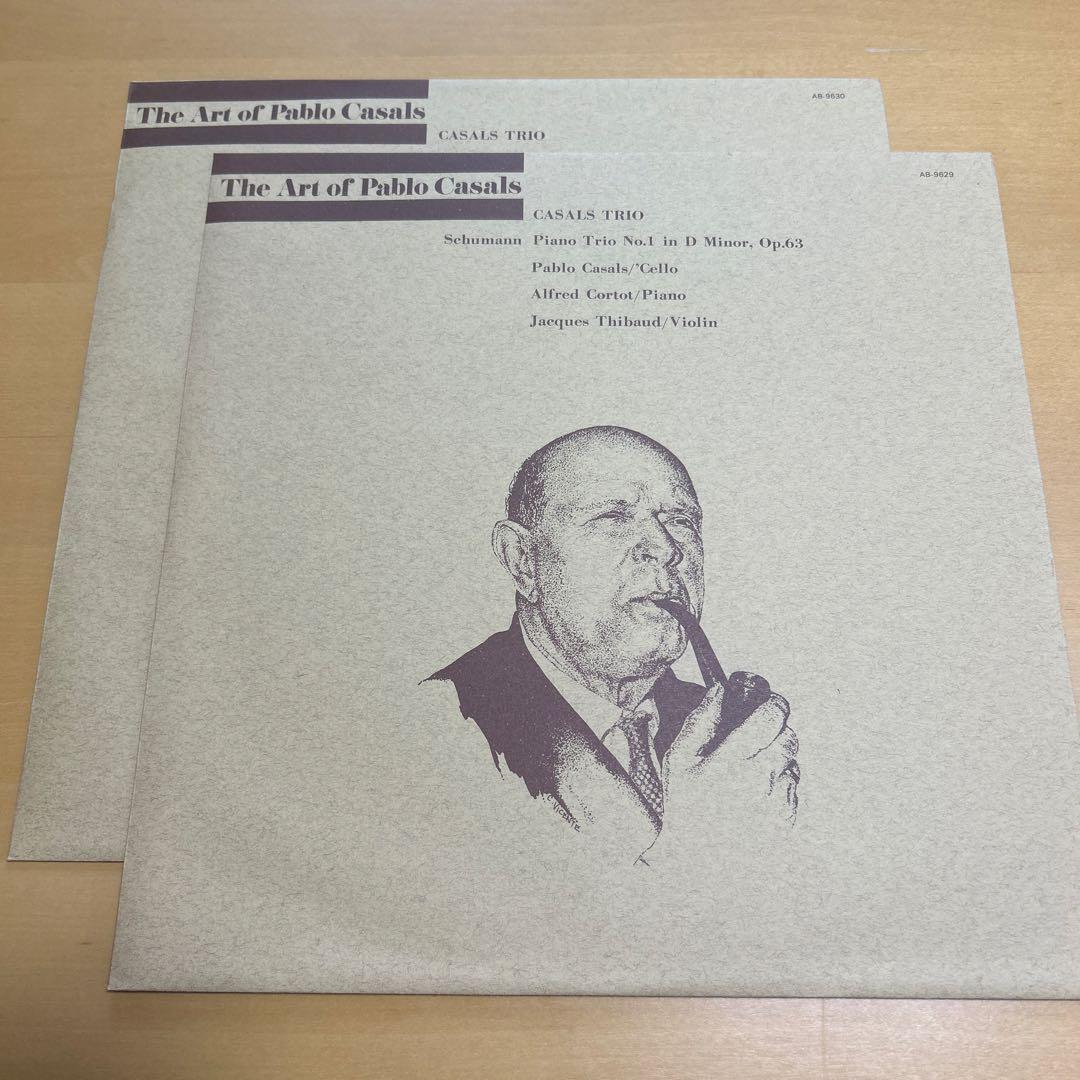 The Art of Pablo Casals
AB-9630
CASALS TRIO
The Art of Pablo Casals
AB-9629
CASALS TRIO
Schumann Piano Trio No.1 in D Minor, Op.63
Pablo Casals/'Cello
Alfred Cortot/Piano
Jacques Thibaud/Violin